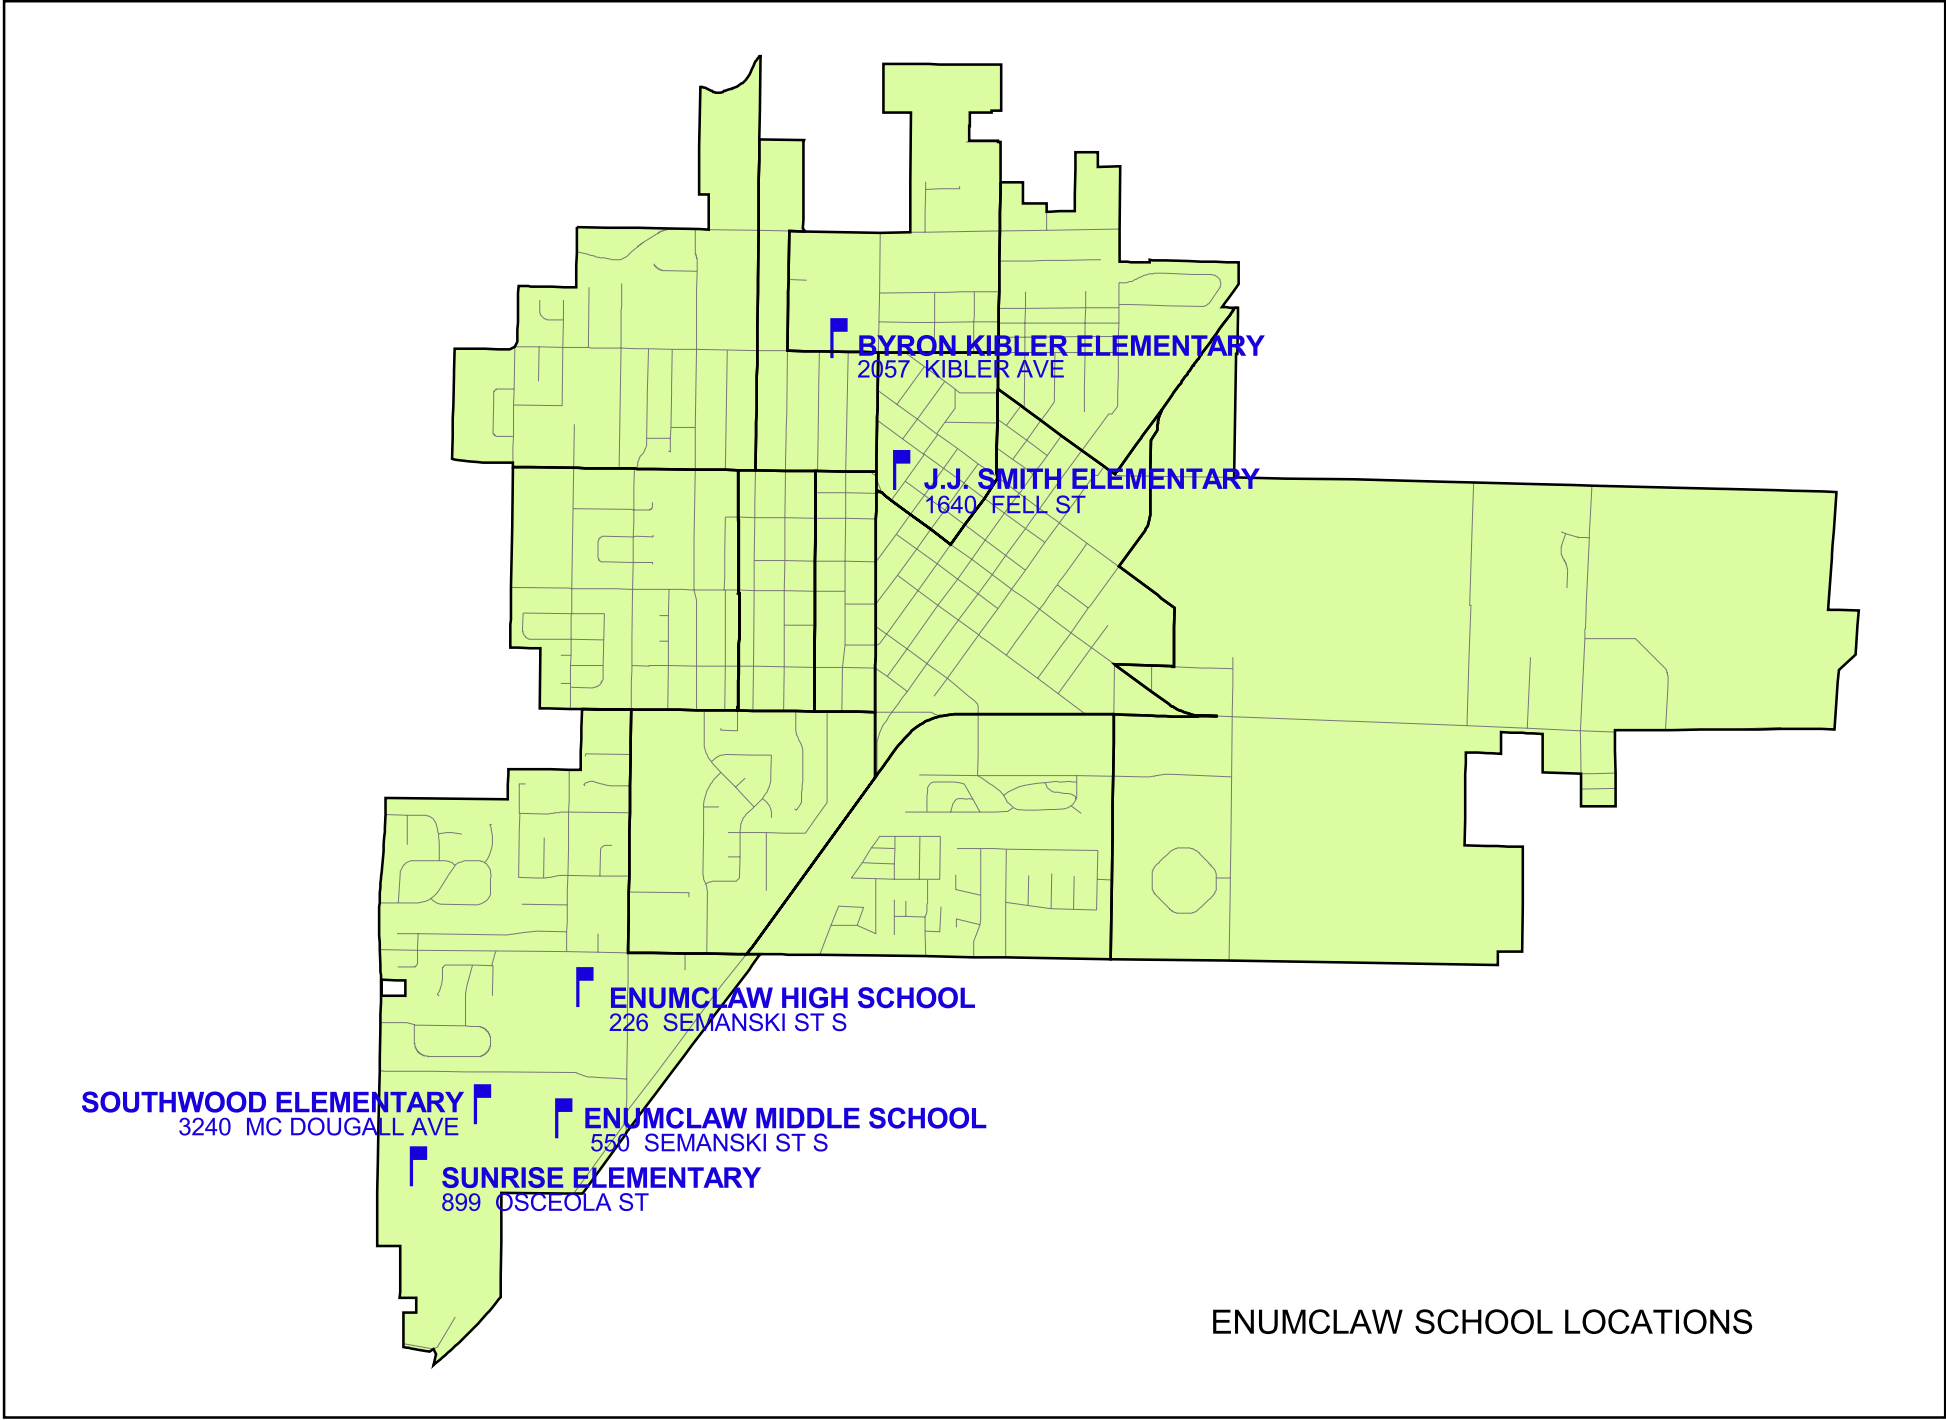 BYRON KIBLER ELEMENTARY
2057 KIBLER AVE
J.J. SMITH ELEMENTARY
1640 FELL ST
ENUMCLAW HIGH SCHOOL
226 SEMANSKI ST S
SOUTHWOOD ELEMENTARY
3240 MC DOUGALL AVE
ENUMCLAW MIDDLE SCHOOL
550 SEMANSKI ST S
SUNRISE ELEMENTARY
899 OSCEOLA ST
ENUMCLAW SCHOOL LOCATIONS